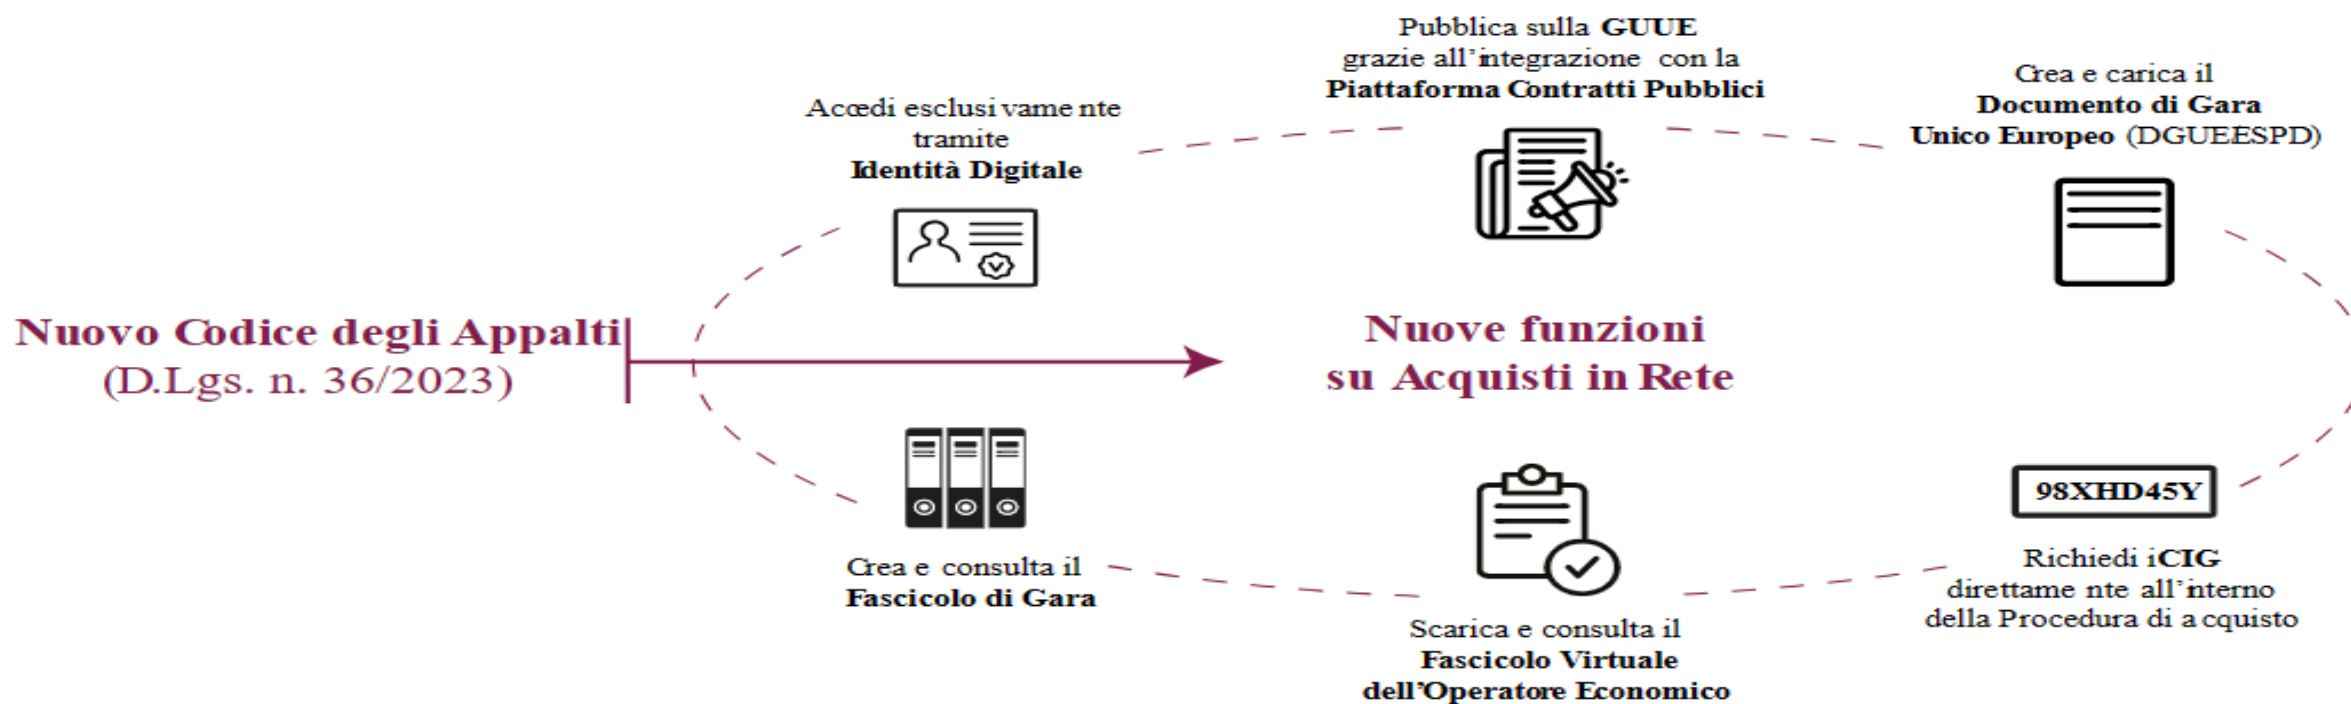 Nuovo Codice degli Appalti
(D.Lgs. n. 36/2023)
Accedi esclusivamente
tramite
Identità Digitale
Pubblica sulla GUUE
grazie all'integrazione con la
Piattaforma Contratti Pubblici
Crea e carica il
Documento di Gara
Unico Europeo (DGUEESPD)
Nuove funzioni
su Acquisti in Rete
98XHD45Y
Richiedi iCIG
direttamente all'interno
della Procedura di acquisto
Scarica e consulta il
Fascicolo Virtuale
dell'Operatore Economico
Crea e consulta il
Fascicolo di Gara